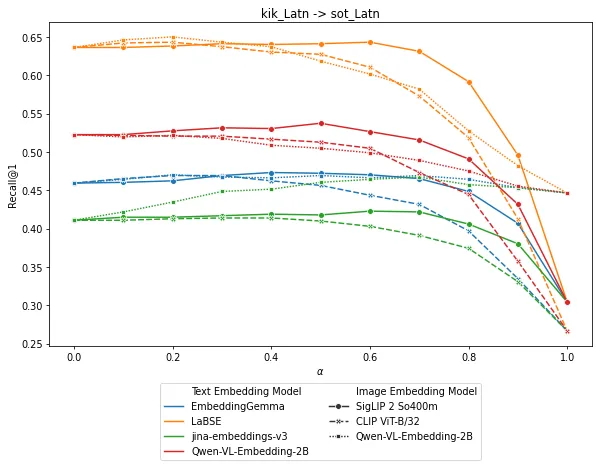 kik_Latn -> sot_Latn
Recall@1
0.65
0.60
0.55
0.50
0.45
0.40
0.35
0.30
0.25
0.0 0.2 0.4 0.6 0.8 1.0
α
Text Embedding Model
EmbeddingGemma
LaBSE
jina-embeddings-v3
Qwen-VL-Embedding-2B
Image Embedding Model
SigLIP 2 So400m
CLIP ViT-B/32
Qwen-VL-Embedding-2B